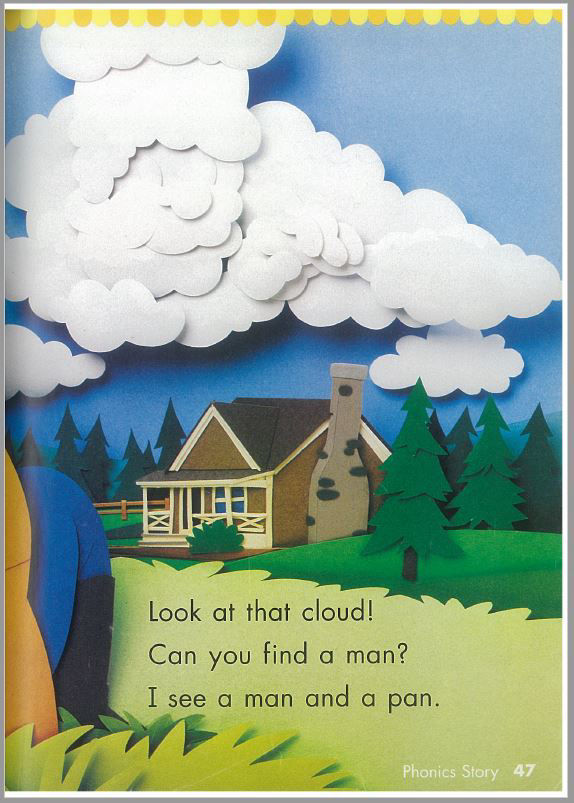 Look at that cloud!
Can you find a man?
I see a man and a pan.
Phonics Story 47